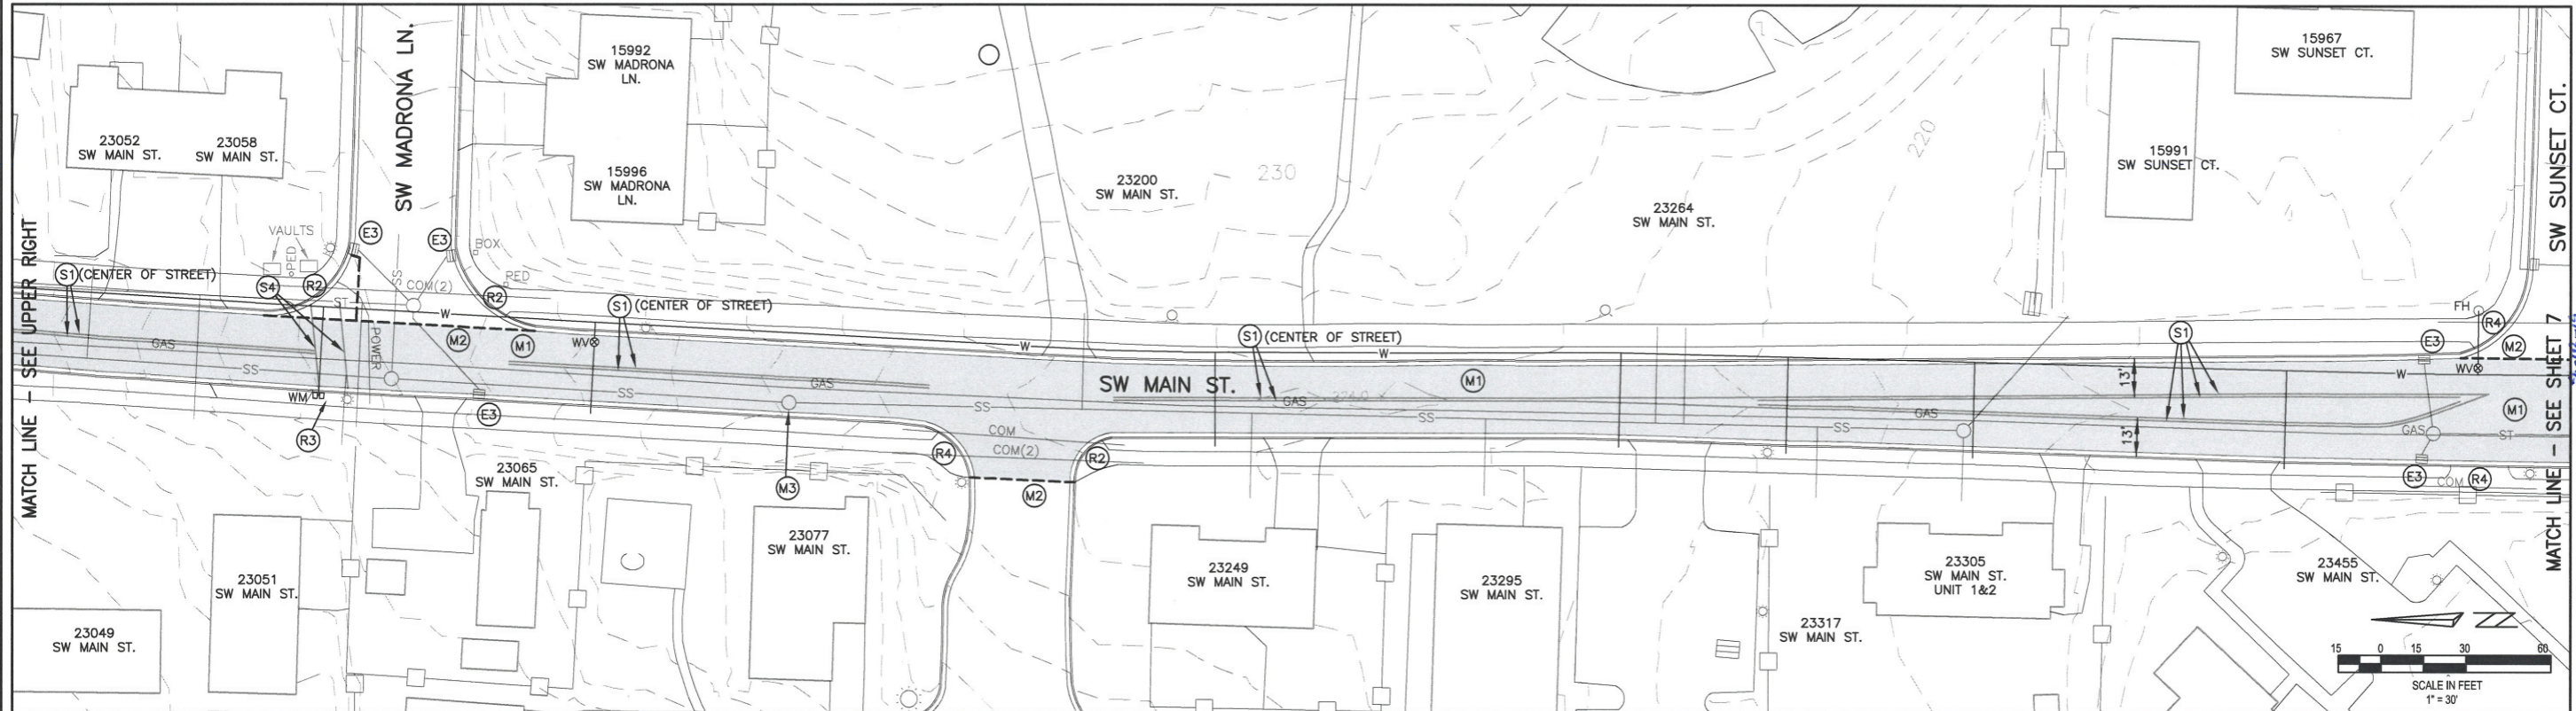 SW MADRONA LN.
15992
SW MADRONA
LN.
15996
SW MADRONA
LN.
15967
SW SUNSET CT.
15991
SW SUNSET CT.
SW SUNSET CT.
23052
SW MAIN ST.
23058
SW MAIN ST.
23200
SW MAIN ST.
230
23264
SW MAIN ST.
220
MATCH LINE - SEE UPPER RIGHT
VAULTS
PED
E3
E3
BOX
PED
S1 (CENTER OF STREET)
S4
R2
ST
SS
COM(2)
R2
W
S1 (CENTER OF STREET)
GAS
POWER
M2
M1
WV
W
S1 (CENTER OF STREET)
W
S1
FH
R4
E3
M2
SS
WM
R3
E3
SS
GAS
SW MAIN ST.
M1
GAS
SS
13'
13'
GAS
SS
W
WV
M1
SS
COM
COM(2)
R4
R2
M2
M3
GAS
ST
E3
COM
R4
MATCH LINE - SEE SHEET 7
23065
SW MAIN ST.
23051
SW MAIN ST.
23049
SW MAIN ST.
23077
SW MAIN ST.
23249
SW MAIN ST.
23295
SW MAIN ST.
23317
SW MAIN ST.
23305
SW MAIN ST.
UNIT 1&2
23455
SW MAIN ST.
15 0 15 30 60
SCALE IN FEET
1" = 30'